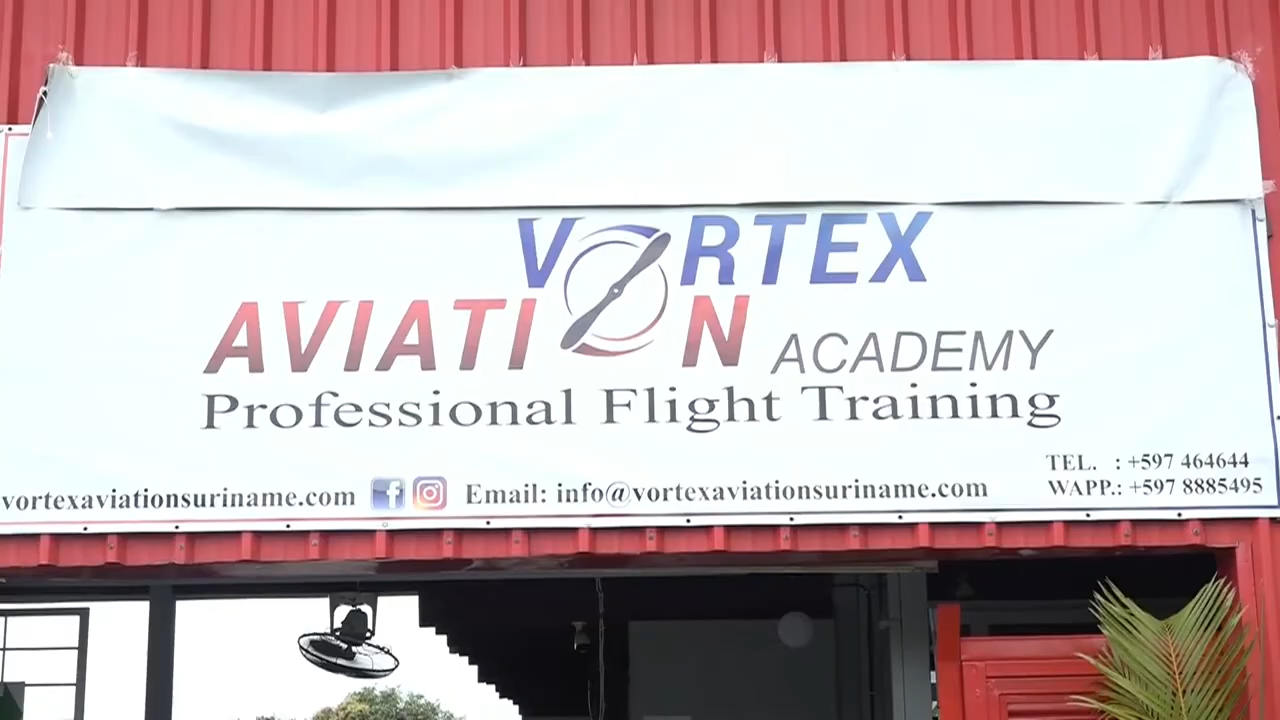 VORTEX
AVIATION ACADEMY
Professional Flight Training
TEL. : +597 464644
vortexaviationsuriname.com Email: info@vortexaviationsuriname.com WAPP.: +597 8885495